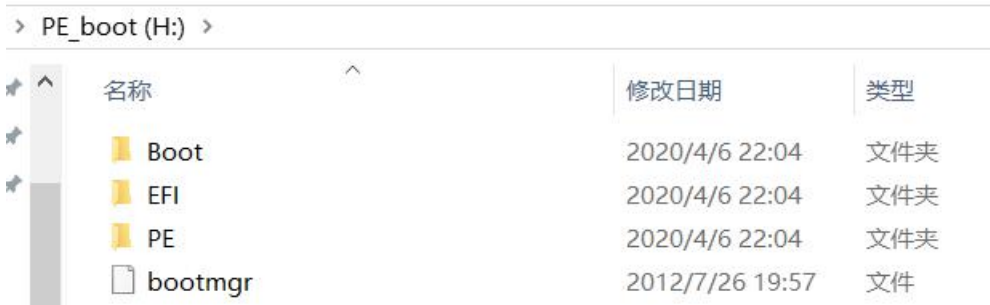 > PE_boot (H:) >
名称 修改日期 类型
Boot 2020/4/6 22:04 文件夹
EFI 2020/4/6 22:04 文件夹
PE 2020/4/6 22:04 文件夹
bootmgr 2012/7/26 19:57 文件